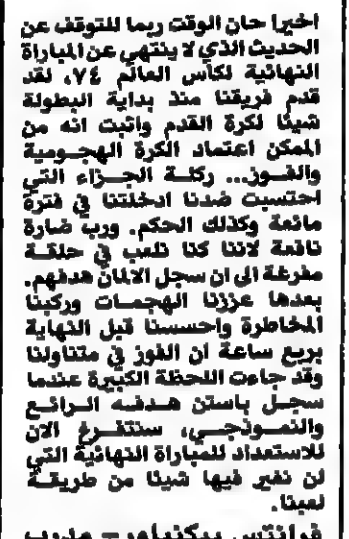 اخيرا حان الوقت ربما للتوقف عن
الحديث الذي لا ينتهي عن المباراة
النهائية لكأس العالم ٧٤، لقد
قدم فريقنا منذ بداية البطولة
شيئا لكرة القدم واثبت انه من
الممكن اعتماد الكرة الهجومية
والفوز... ركلة الجزاء التي
احتسبت ضدنا ادخلتنا في فترة
مائعة وكذلك الحكم. ورب ضارة
نافعة لاننا كنا نلعب في حلقة
مفرغة الى ان سجل الالمان هدفهم.
بعدها عززنا الهجمات وركبنا
المخاطرة واحسسنا قبل النهاية
بربع ساعة ان الفوز في متناولنا
وقد جاءت اللحظة الكبيرة عندما
سجل باستن هدفه الرائع
والنموذجي، سنتفرغ الان
للاستعداد للمباراة النهائية التي
لن نغير فيها شيئا من طريقة
لعبنا.
فرانتس بيكنباور - مدرب